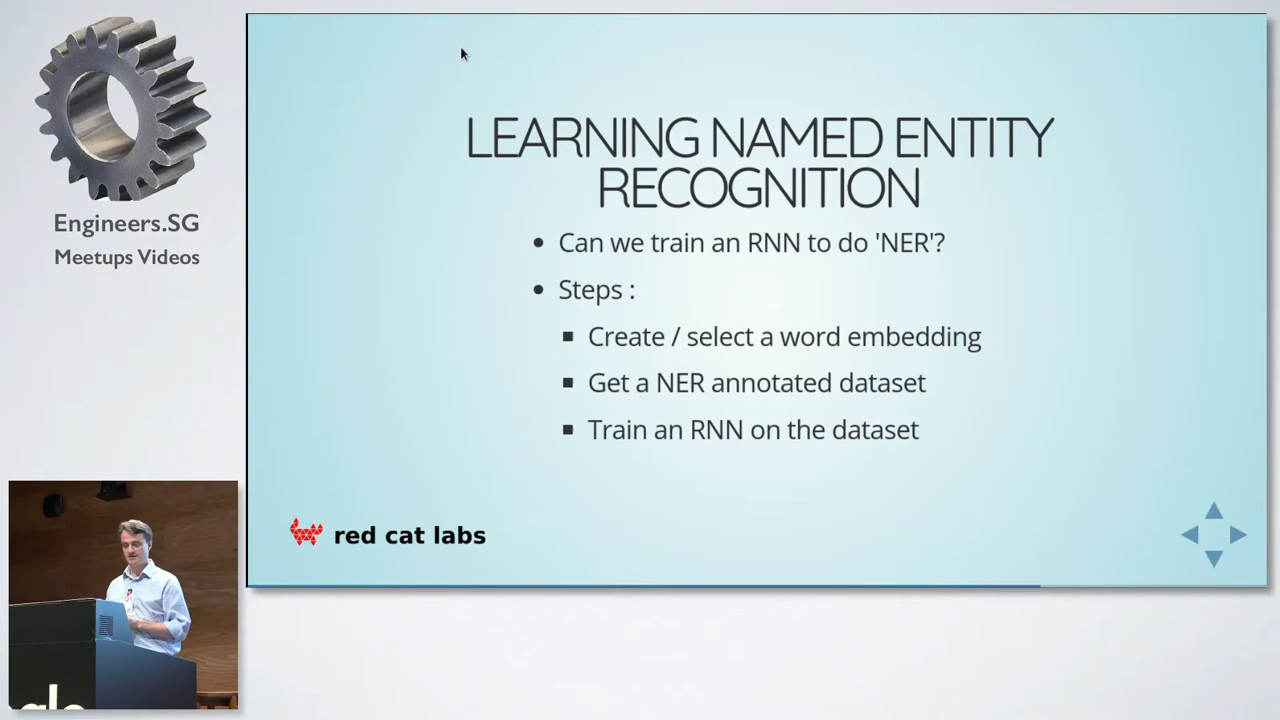 Engineers.SG
Meetups Videos
LEARNING NAMED ENTITY
RECOGNITION
Can we train an RNN to do 'NER'?
Steps :
Create / select a word embedding
Get a NER annotated dataset
Train an RNN on the dataset
red cat labs